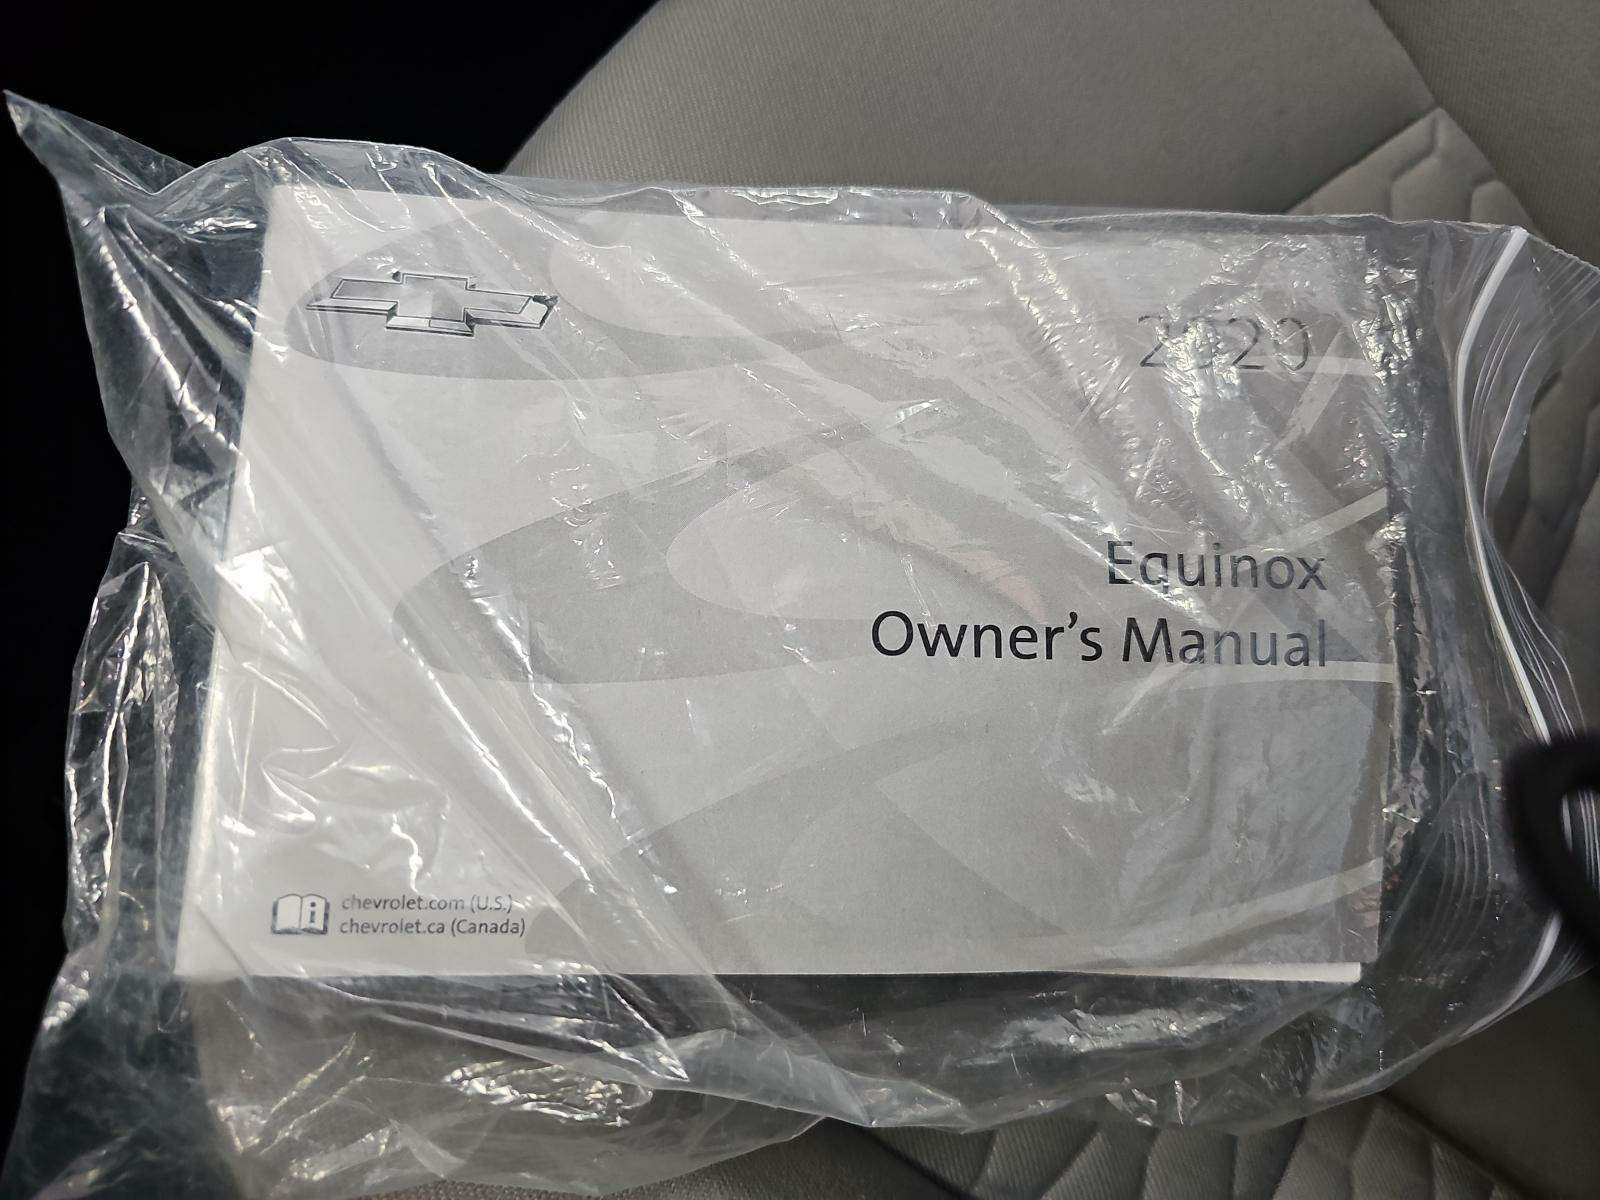 2020
Equinox
Owner's Manual
chevrolet.com (U.S.)
chevrolet.ca (Canada)